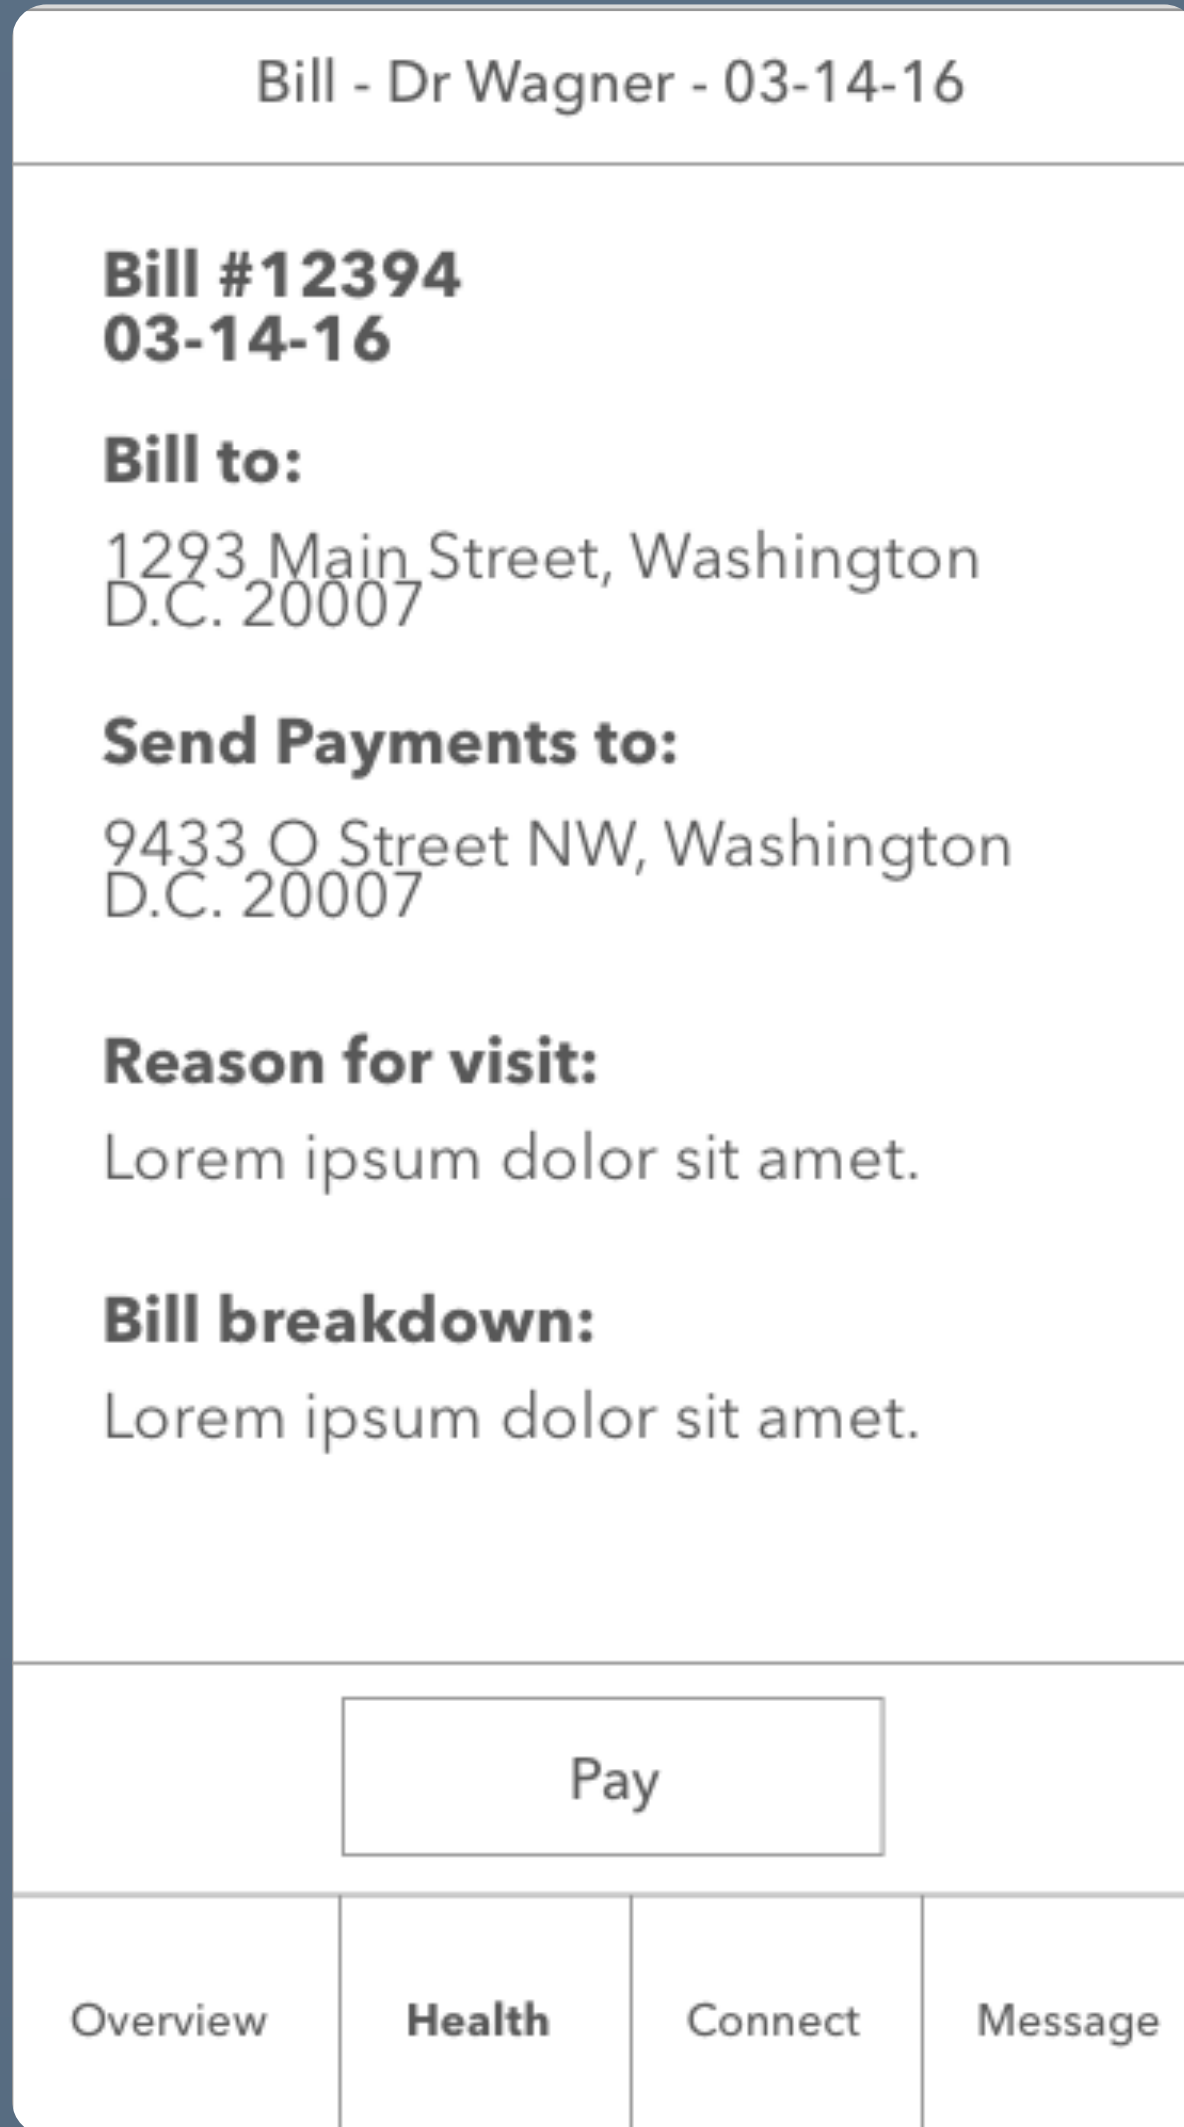 Bill - Dr Wagner - 03-14-16
Bill #12394
03-14-16
Bill to:
1293 Main Street, Washington
D.C. 20007
Send Payments to:
9433 O Street NW, Washington
D.C. 20007
Reason for visit:
Lorem ipsum dolor sit amet.
Bill breakdown:
Lorem ipsum dolor sit amet.
Pay
Overview Health Connect Message